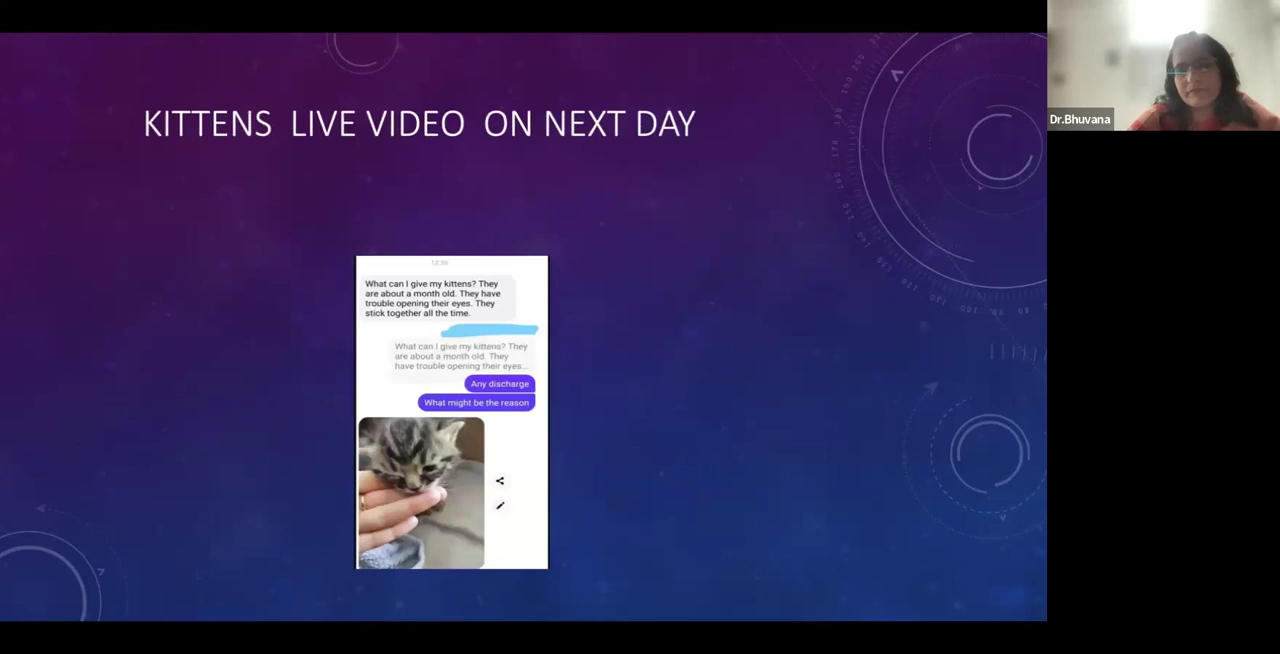 KITTENS LIVE VIDEO ON NEXT DAY
Dr.Bhuvana
What can I give my kittens? They
are about a month old. They have
trouble opening their eyes. They
stick together all the time.
What can I give my kittens? They
are about a month old. They
have trouble opening their eyes...
Any discharge
What might be the reason